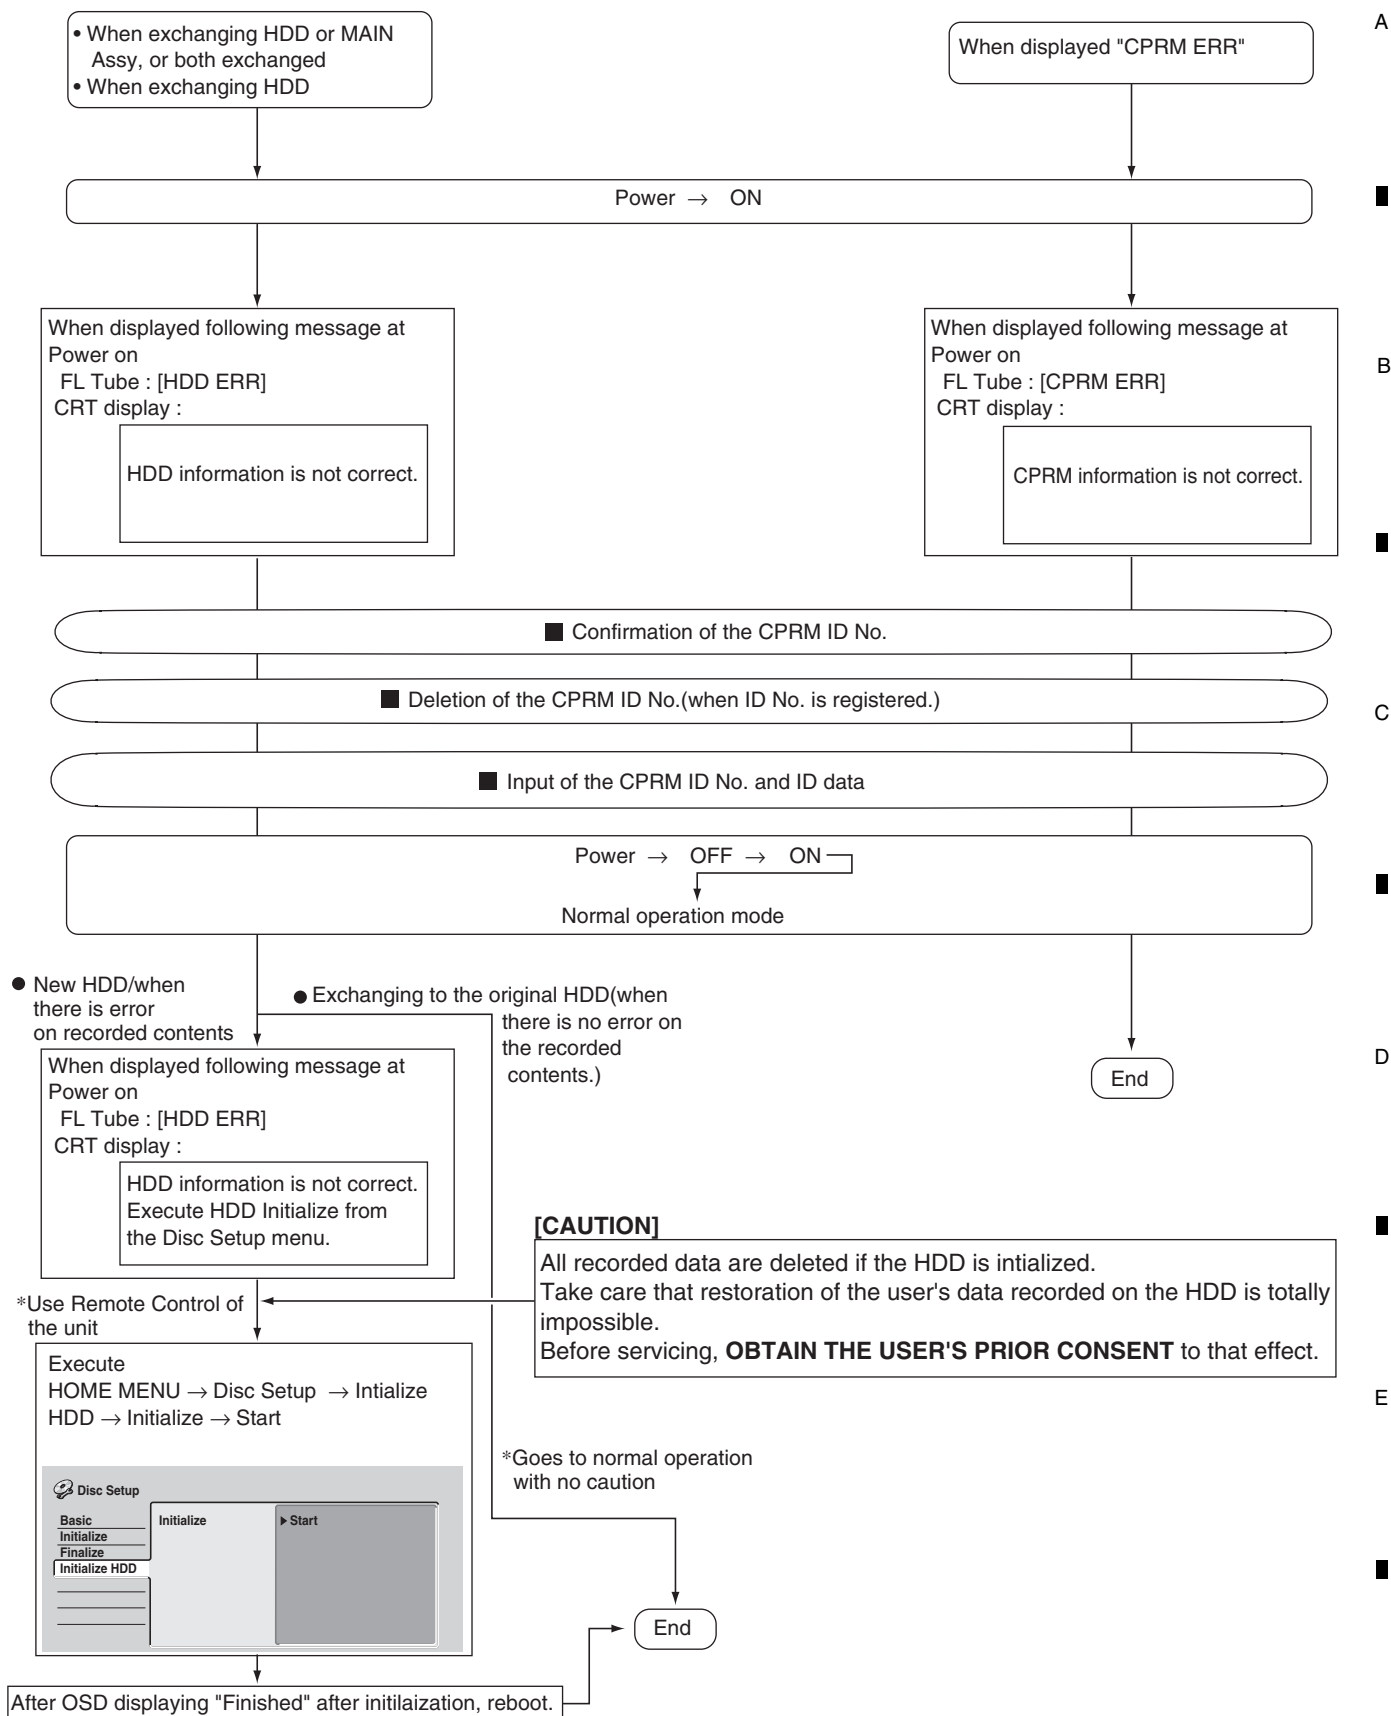 • When exchanging HDD or MAIN
Assy, or both exchanged
• When exchanging HDD
When displayed "CPRM ERR"
A
Power → ON
When displayed following message at
Power on
FL Tube : [HDD ERR]
CRT display :
HDD information is not correct.
When displayed following message at
Power on
FL Tube : [CPRM ERR]
CRT display :
CPRM information is not correct.
B
■ Confirmation of the CPRM ID No.
■ Deletion of the CPRM ID No.(when ID No. is registered.)
C
■ Input of the CPRM ID No. and ID data
Power → OFF → ON
Normal operation mode
● New HDD/when
there is error
on recorded contents
● Exchanging to the original HDD(when
there is no error on
the recorded
contents.)
End
D
When displayed following message at
Power on
FL Tube : [HDD ERR]
CRT display :
HDD information is not correct.
Execute HDD Initialize from
the Disc Setup menu.
[CAUTION]
All recorded data are deleted if the HDD is intialized.
Take care that restoration of the user's data recorded on the HDD is totally
impossible.
Before servicing, OBTAIN THE USER'S PRIOR CONSENT to that effect.
*Use Remote Control of
the unit
Execute
HOME MENU → Disc Setup → Intialize
HDD → Initialize → Start
E
*Goes to normal operation
with no caution
Disc Setup
Basic
Initialize
Finalize
Initialize HDD
Initialize
Start
End
After OSD displaying "Finished" after initilaization, reboot.